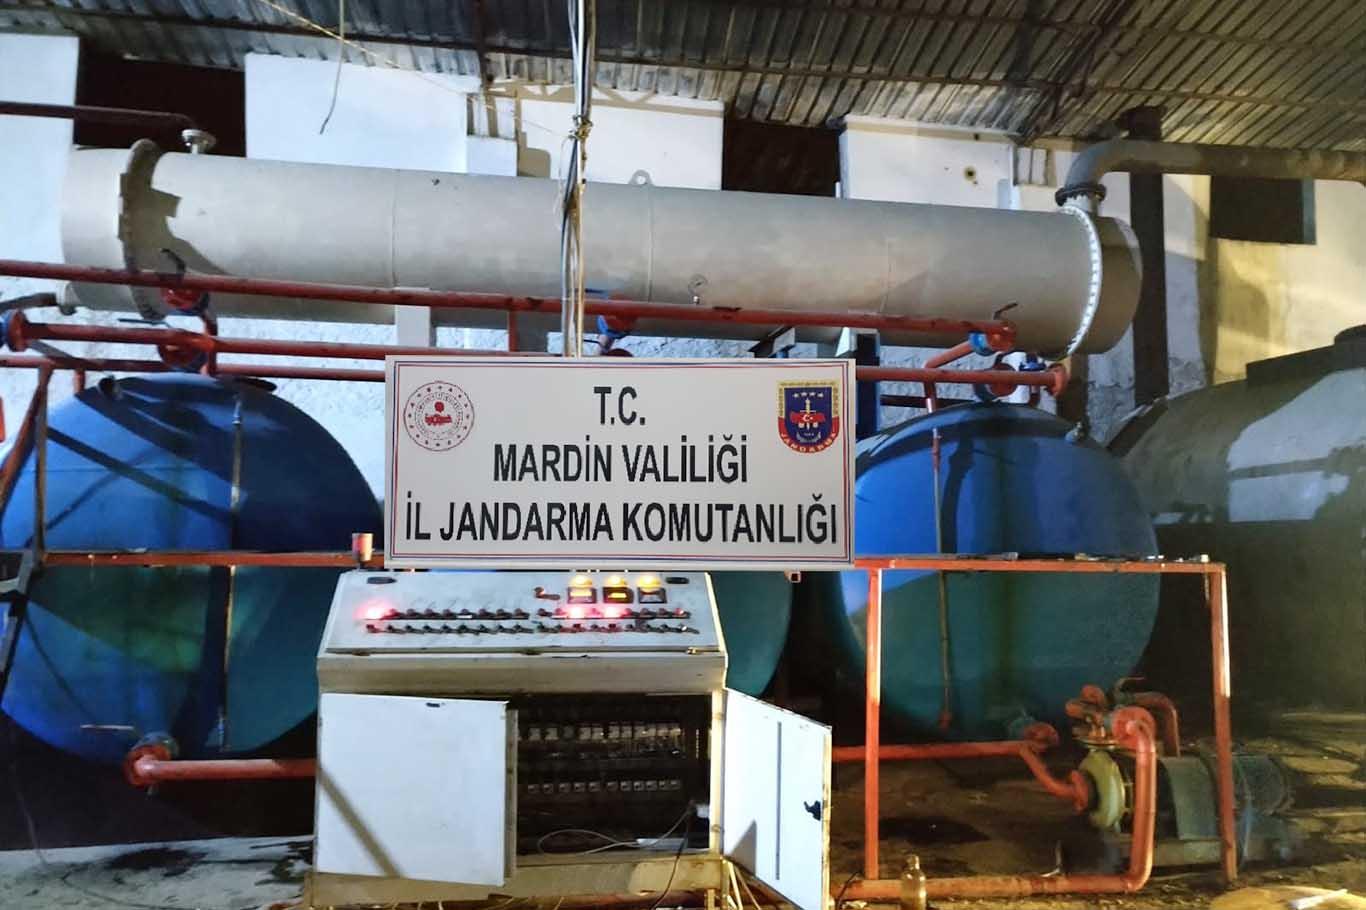 T.C.
MARDİN VALİLİĞİ
İL JANDARMA KOMUTANLIĞI
JANDARMA